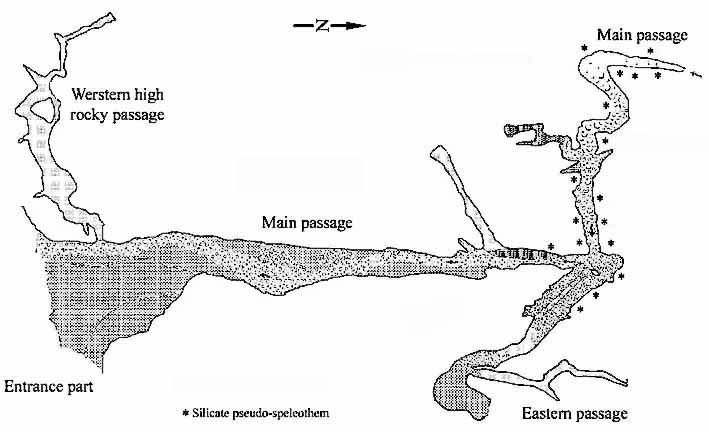 N
Main passage
Werstern high
rocky passage
Main passage
Entrance part
* Silicate pseudo-speleothem
Eastern passage